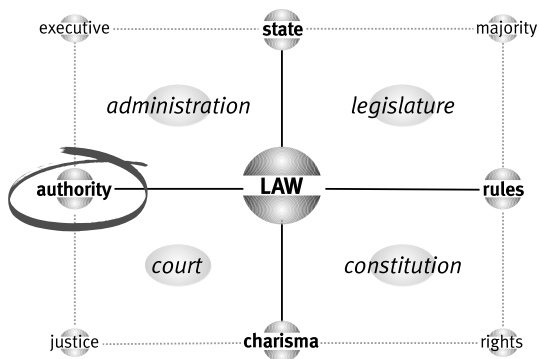 executive state majority
administration legislature
authority LAW rules
court constitution
justice charisma rights